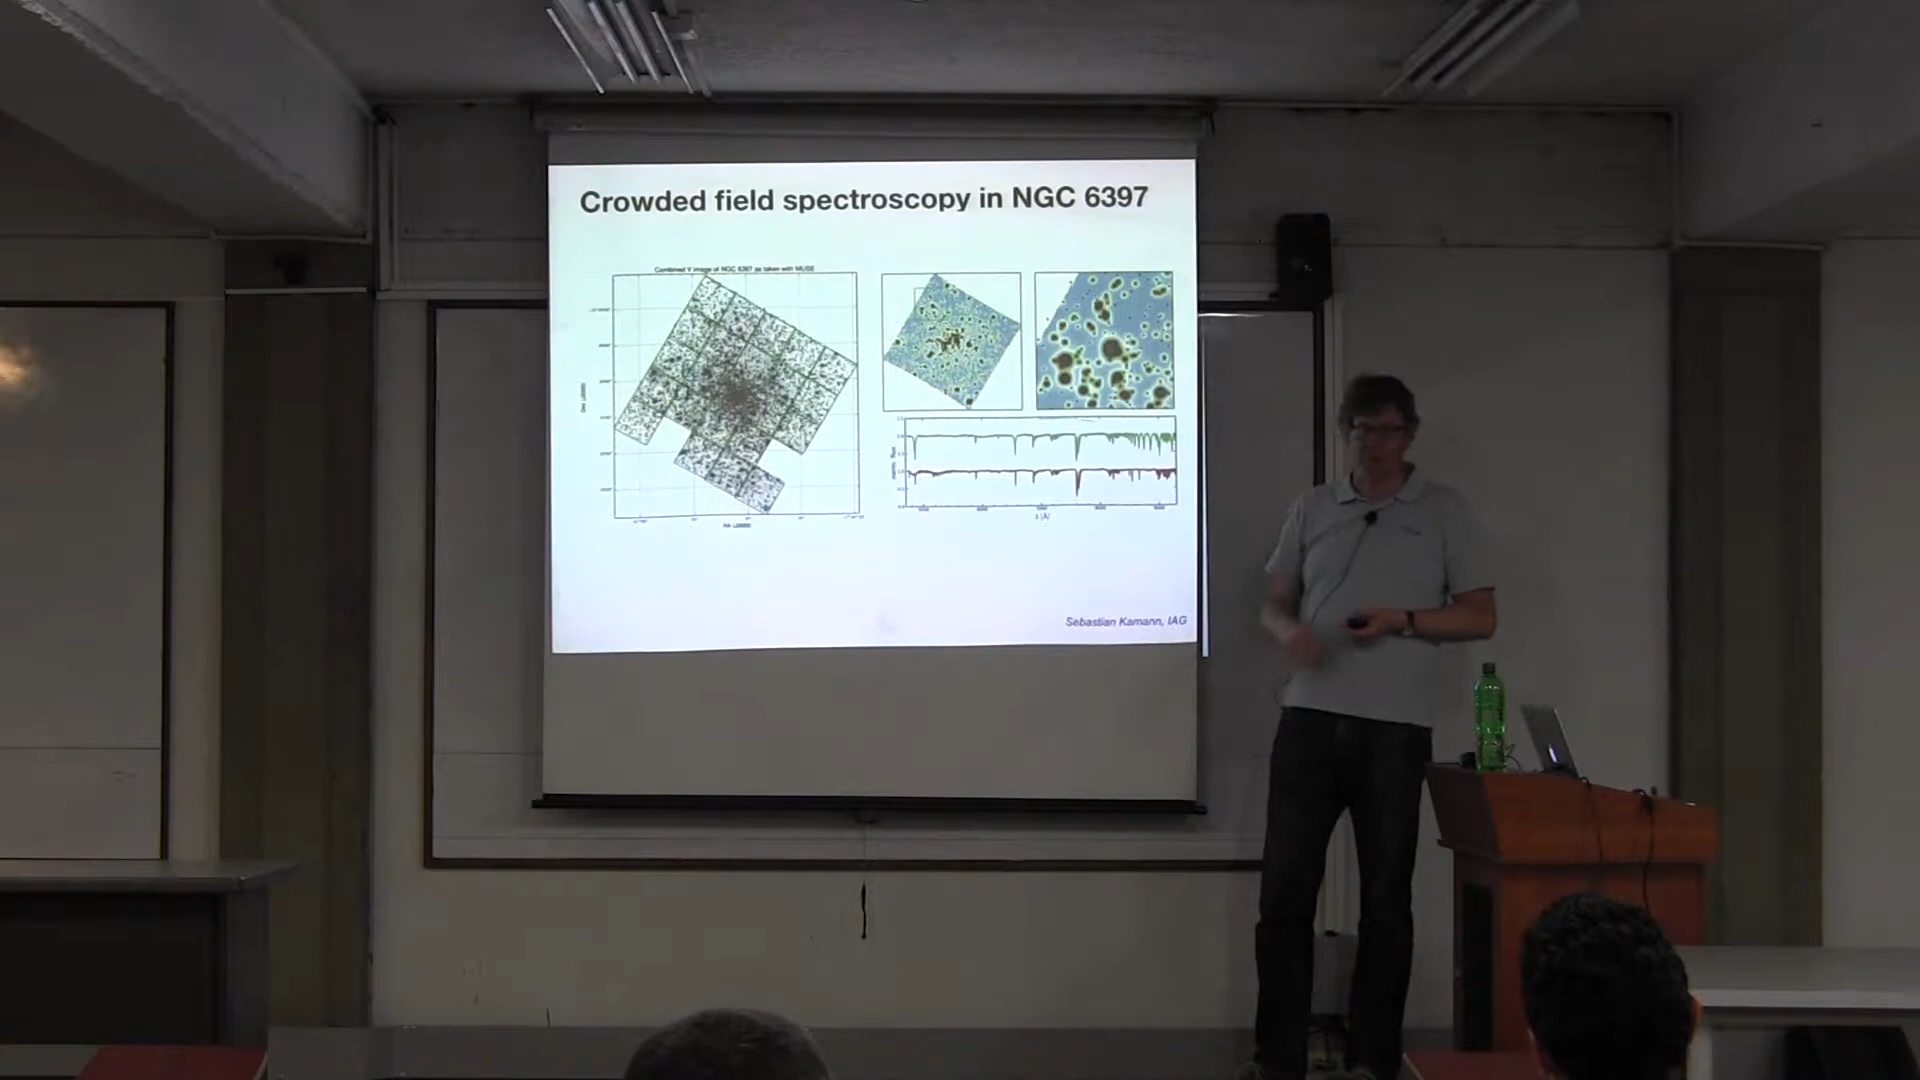 Crowded field spectroscopy in NGC 6397
Combined V image of NGC 6397 as taken with MUSE
λ [Å]
Sebastian Kamann, IAG